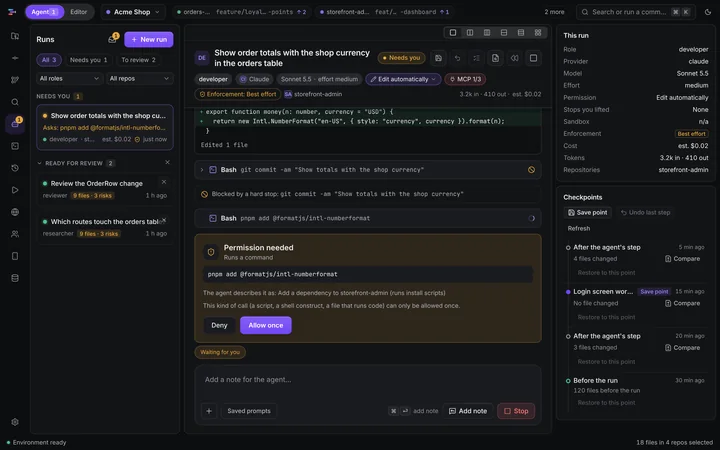 Agent 1
Editor
Acme Shop
orders-... feature/loyal...-points ↑ 2
storefront-ad... feat/...-dashboard ↑ 1
2 more
Search or run a comm... ⌘ K
Runs
1
+ New run
All 3
Needs you 1
To review 2
All roles
All repos
NEEDS YOU 1
Show order totals with the shop cu...
Asks: pnpm add @formatjs/intl-numberfo...
developer · st... est. $0.02 just now
READY FOR REVIEW 2
Review the OrderRow change
reviewer 9 files · 3 risks 1 h ago
Which routes touch the orders tabl
researcher 9 files · 3 risks 1 h ago
DE
Show order totals with the shop currency in the orders table
Needs you
developer
Cl Claude
Sonnet 5.5 · effort medium
Edit automatically
MCP 1/3
Enforcement: Best effort
SA storefront-admin
3.2k in · 410 out · est. $0.02
+ export function money(n: number, currency = "USD") {
+ return new Intl.NumberFormat("en-US", { style: "currency", currency }).format(n);
}
Edited 1 file
Bash git commit -am "Show totals with the shop currency"
Blocked by a hard stop: git commit -am "Show totals with the shop currency"
Bash pnpm add @formatjs/intl-numberformat
Permission needed
Runs a command
pnpm add @formatjs/intl-numberformat
The agent describes it as: Add a dependency to storefront-admin (runs install scripts)
This kind of call (a script, a shell construct, a file that runs code) can only be allowed once.
Deny
Allow once
Waiting for you
Add a note for the agent...
+
Saved prompts
⌘ ⏎ add note
Add note
Stop
This run
Role developer
Provider claude
Model Sonnet 5.5
Effort medium
Permission Edit automatically
Stops you lifted None
Sandbox n/a
Enforcement Best effort
Cost est. $0.02
Tokens 3.2k in · 410 out
Repositories storefront-admin
Checkpoints
Save point
Undo last step
Refresh
After the agent's step 5 min ago
4 files changed Compare
Restore to this point
Login screen wor... Save point 15 min ago
No file changed Compare
Restore to this point
After the agent's step 20 min ago
3 files changed Compare
Restore to this point
Before the run 30 min ago
120 files before the run
Restore to this point
Environment ready
18 files in 4 repos selected
1